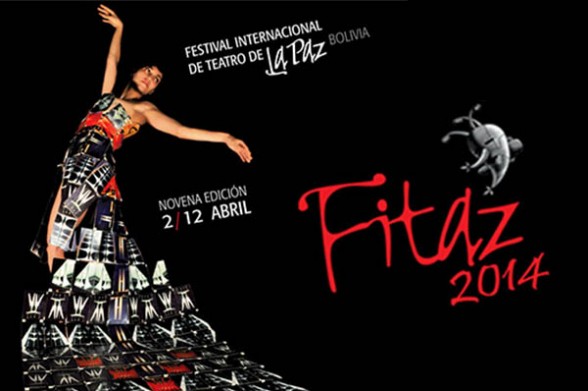 FESTIVAL INTERNACIONAL
DE TEATRO DE La Paz BOLIVIA
NOVENA EDICIÓN
2/12 ABRIL
Fitaz
2014